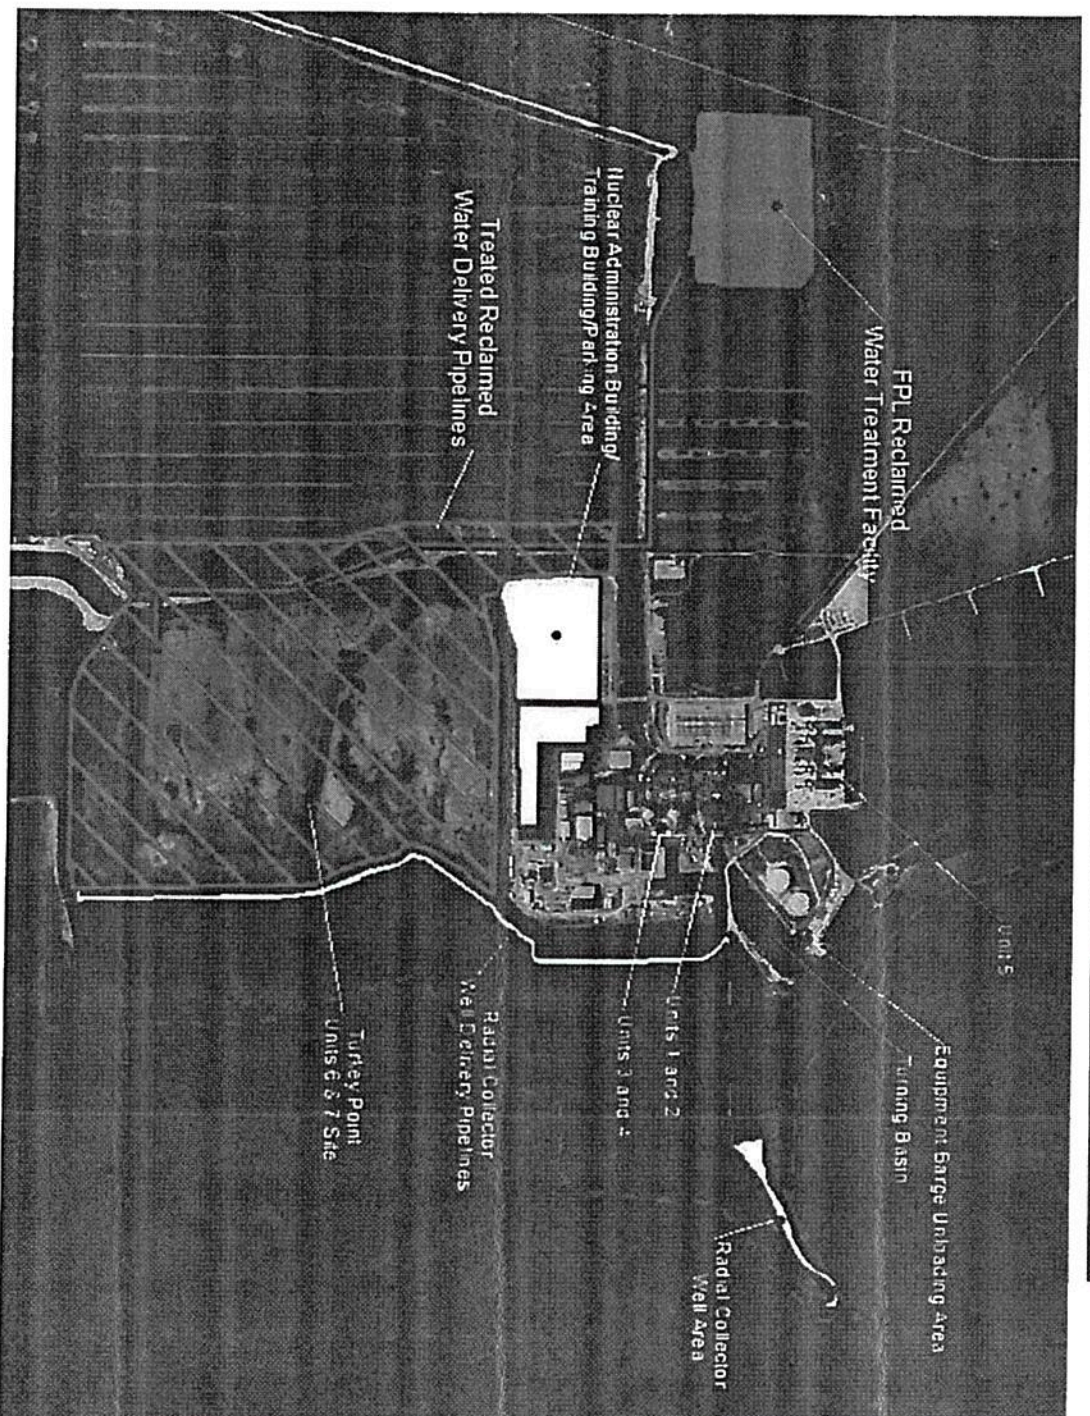 FPL Reclaimed
Water Treatment Facility
Nuclear Administration Building/
Training Building/Parking Area
Treated Reclaimed
Water Delivery Pipelines
Unit 5
Equipment Barge Unloading Area
Turning Basin
Units 1 and 2
Units 3 and 4
Radial Collector
Well Area
Radial Collector
Well Delivery Pipelines
Turkey Point
Units 6 & 7 Site